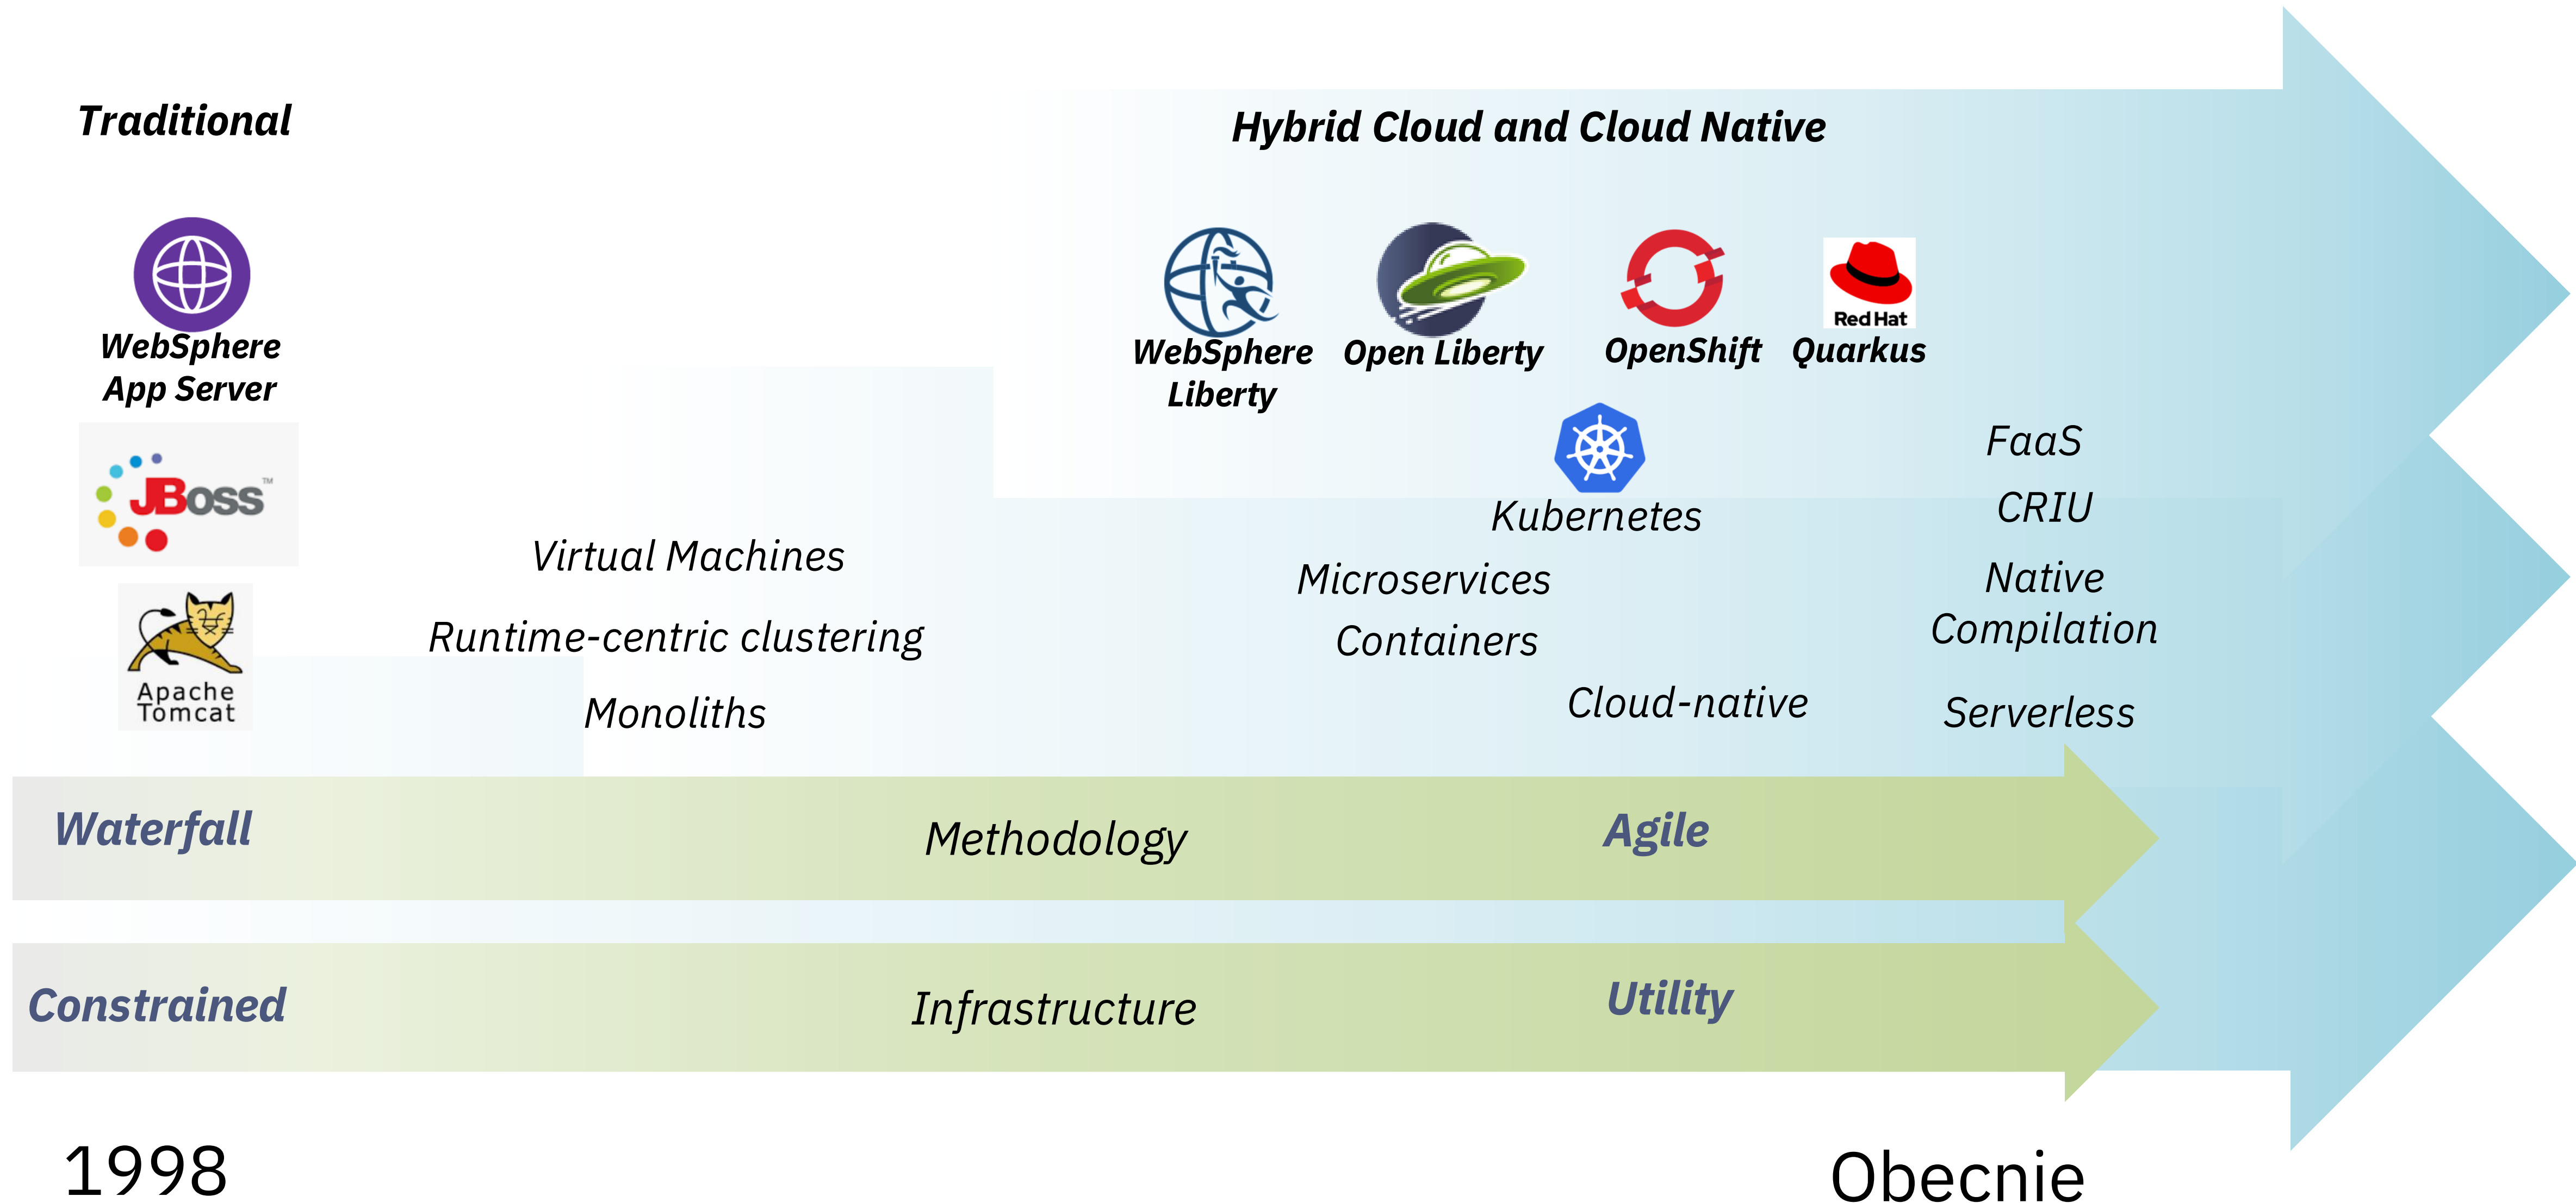 Traditional
Hybrid Cloud and Cloud Native
WebSphere
App Server
WebSphere
Liberty
Open Liberty
OpenShift
Red Hat
Quarkus
JBoss™
Kubernetes
FaaS
CRIU
Virtual Machines
Microservices
Native
Compilation
Runtime-centric clustering
Containers
Apache
Tomcat
Monoliths
Cloud-native
Serverless
Waterfall
Methodology
Agile
Constrained
Infrastructure
Utility
1998
Obecnie